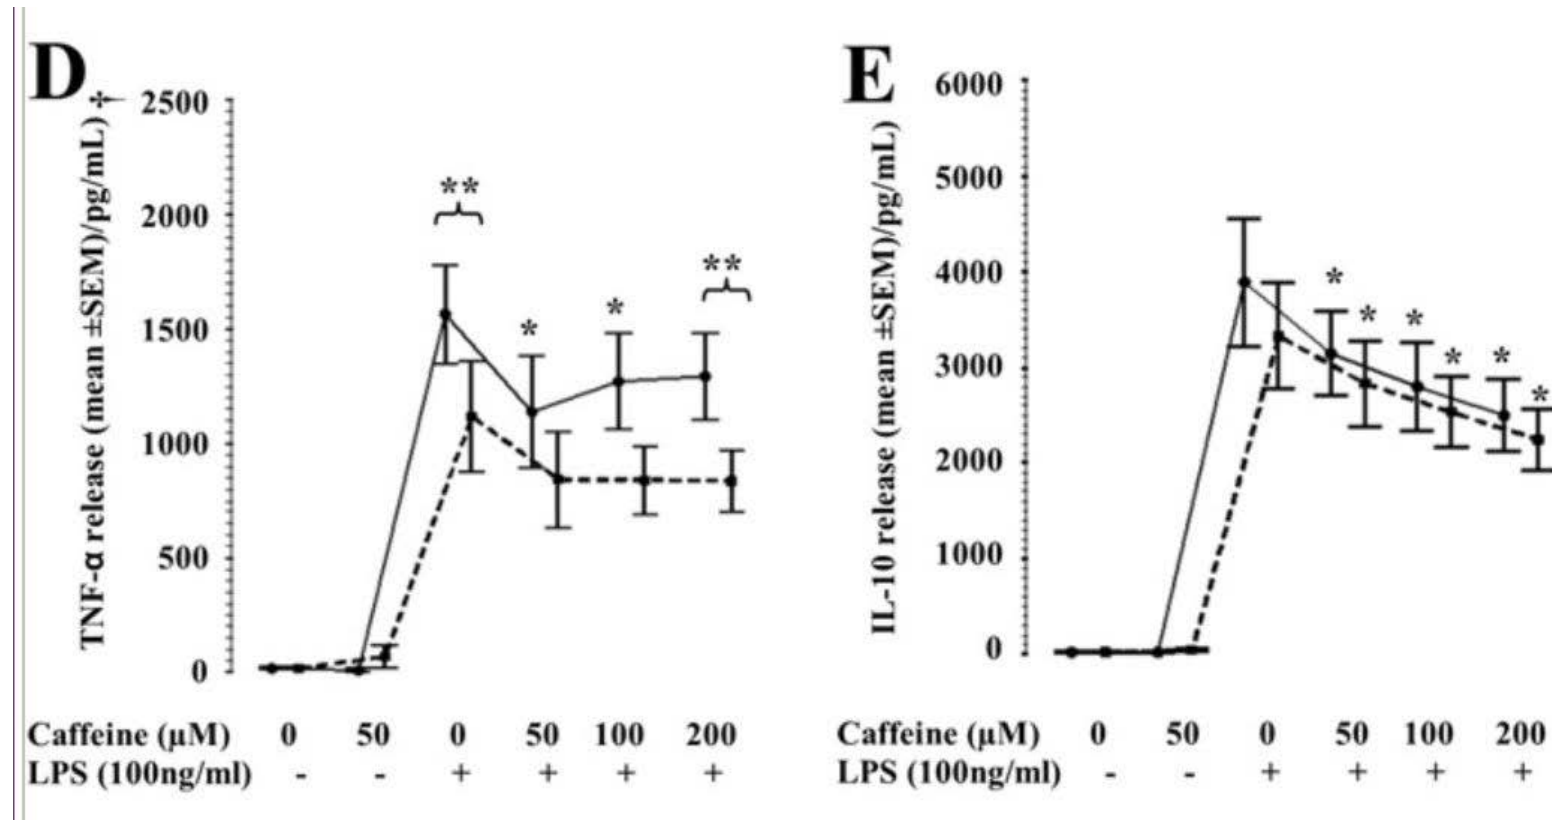 D
TNF-α release (mean ±SEM)/pg/mL) ‡
2500
2000
1500
1000
500
0
**
*
*
**
Caffeine (µM) 0 50 0 50 100 200
LPS (100ng/ml) - - + + + +
E
IL-10 release (mean ±SEM)/pg/mL)
6000
5000
4000
3000
2000
1000
0
*
*
*
*
*
*
Caffeine (µM) 0 50 0 50 100 200
LPS (100ng/ml) - - + + + +